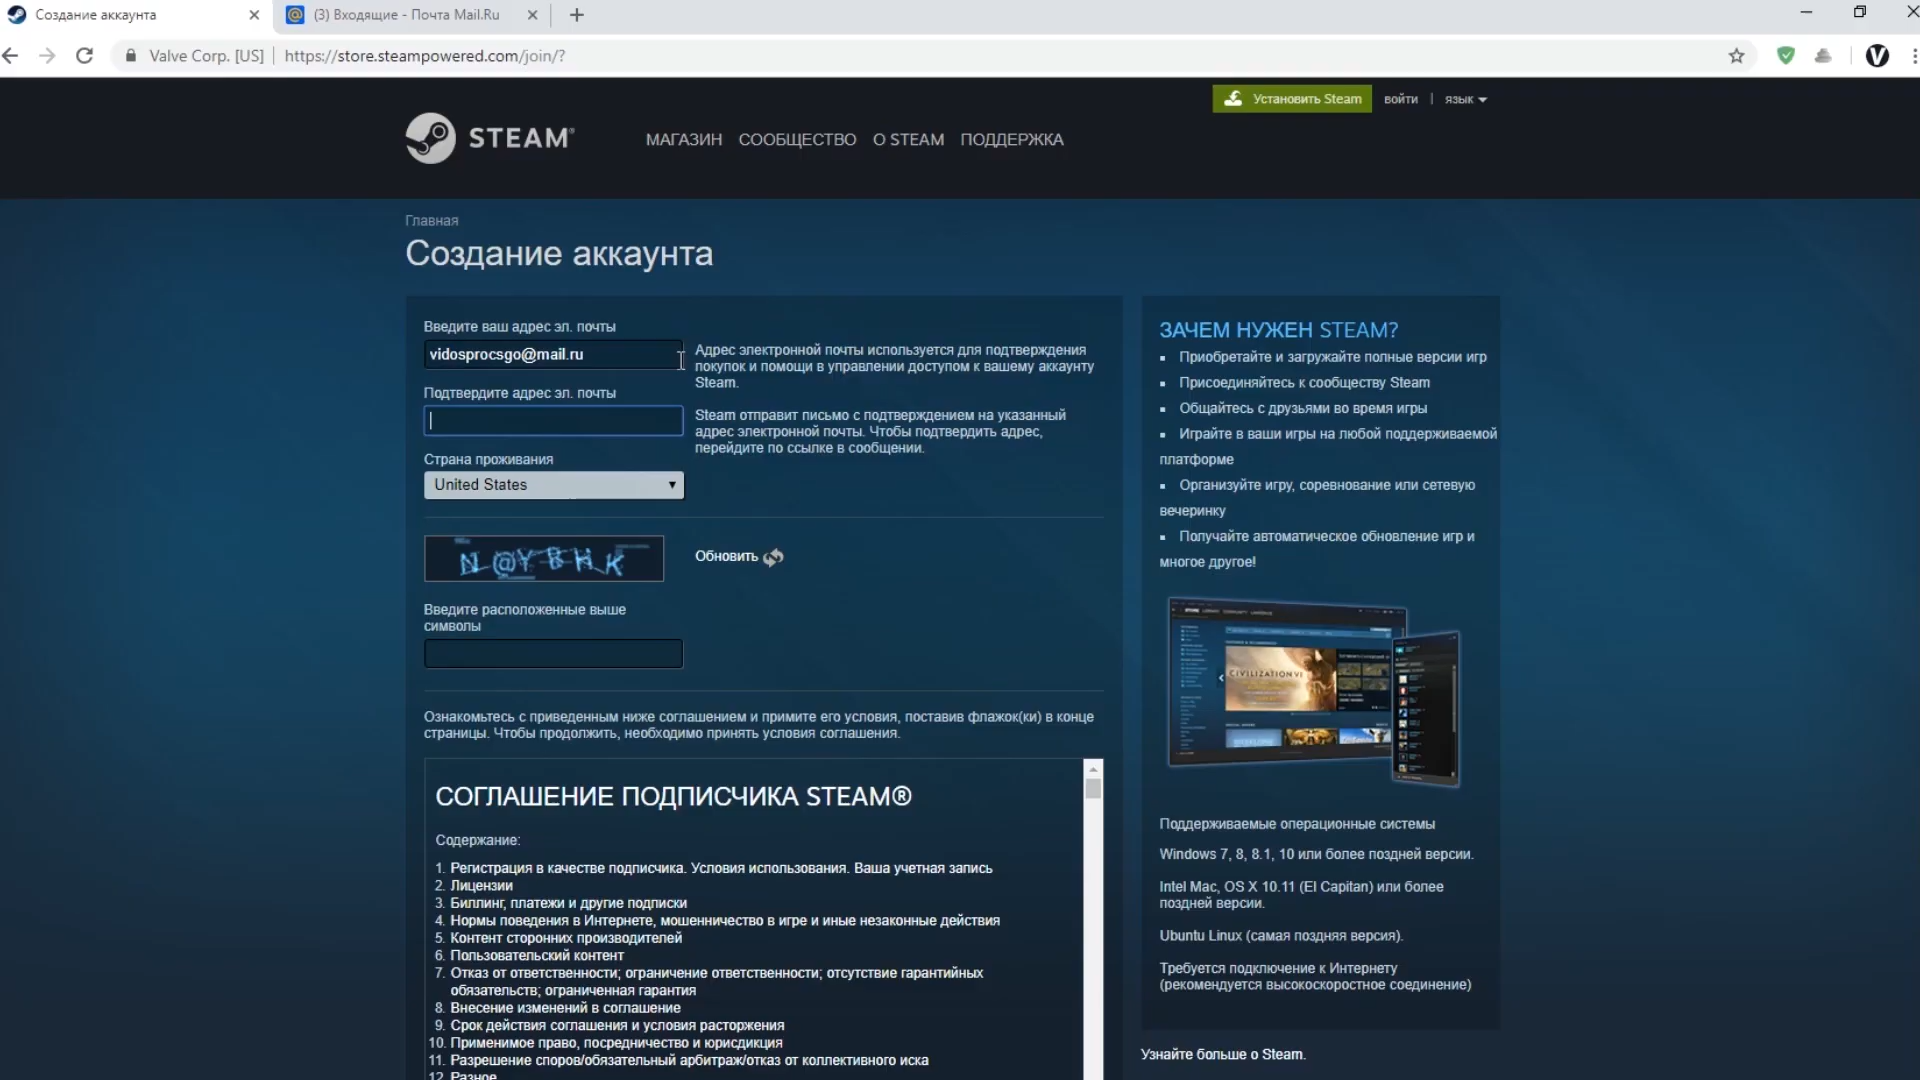 Создание аккаунта
(3) Входящие - Почта Mail.Ru
Valve Corp. [US]
https://store.steampowered.com/join/?
V
Установить Steam
войти
язык
STEAM®
МАГАЗИН СООБЩЕСТВО О STEAM ПОДДЕРЖКА
Главная
Создание аккаунта
Введите ваш адрес эл. почты
vidosprocsgo@mail.ru
Адрес электронной почты используется для подтверждения
покупок и помощи в управлении доступом к вашему аккаунту
Steam.
Подтвердите адрес эл. почты
Steam отправит письмо с подтверждением на указанный
адрес электронной почты. Чтобы подтвердить адрес,
перейдите по ссылке в сообщении.
Страна проживания
United States
N@YBHK
Обновить
Введите расположенные выше
символы
Ознакомьтесь с приведенным ниже соглашением и примите его условия, поставив флажок(ки) в конце
страницы. Чтобы продолжить, необходимо принять условия соглашения.
СОГЛАШЕНИЕ ПОДПИСЧИКА STEAM®
Содержание:
1. Регистрация в качестве подписчика. Условия использования. Ваша учетная запись
2. Лицензии
3. Биллинг, платежи и другие подписки
4. Нормы поведения в Интернете, мошенничество в игре и иные незаконные действия
5. Контент сторонних производителей
6. Пользовательский контент
7. Отказ от ответственности; ограничение ответственности; отсутствие гарантийных
обязательств; ограниченная гарантия
8. Внесение изменений в соглашение
9. Срок действия соглашения и условия расторжения
10. Применимое право, посредничество и юрисдикция
11. Разрешение споров/обязательный арбитраж/отказ от коллективного иска
12. Разное
ЗАЧЕМ НУЖЕН STEAM?
Приобретайте и загружайте полные версии игр
Присоединяйтесь к сообществу Steam
Общайтесь с друзьями во время игры
Играйте в ваши игры на любой поддерживаемой
платформе
Организуйте игру, соревнование или сетевую
вечеринку
Получайте автоматическое обновление игр и
многое другое!
CIVILIZATION VI
Поддерживаемые операционные системы
Windows 7, 8, 8.1, 10 или более поздней версии.
Intel Mac, OS X 10.11 (El Capitan) или более
поздней версии.
Ubuntu Linux (самая поздняя версия).
Требуется подключение к Интернету
(рекомендуется высокоскоростное соединение)
Узнайте больше о Steam.